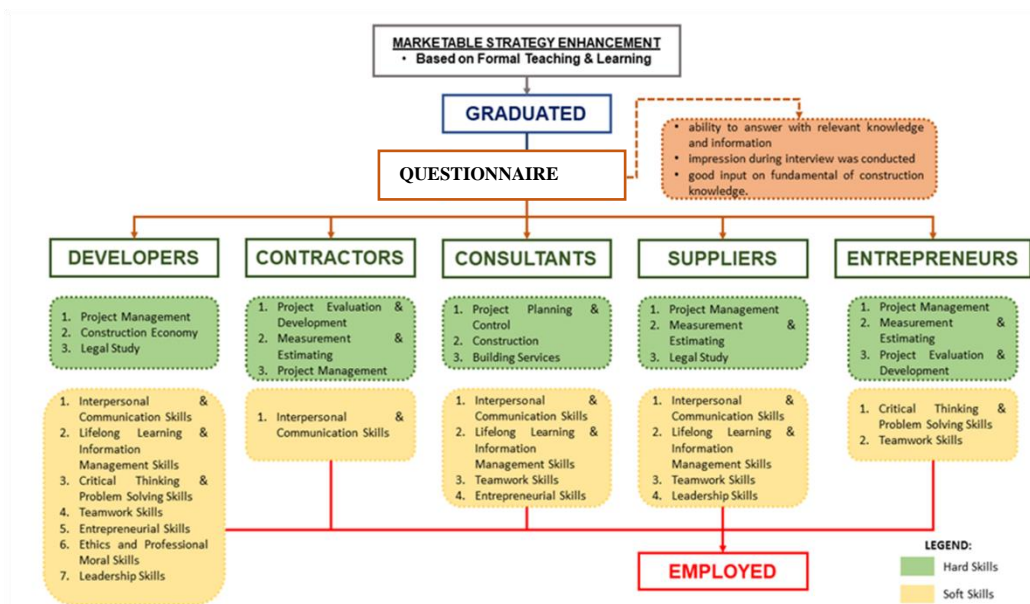 MARKETABLE STRATEGY ENHANCEMENT
• Based on Formal Teaching & Learning
GRADUATED
• ability to answer with relevant knowledge
and information
• impression during interview was conducted
• good input on fundamental of construction
knowledge.
QUESTIONNAIRE
DEVELOPERS
1. Project Management
2. Construction Economy
3. Legal Study
1. Interpersonal &
Communication Skills
2. Lifelong Learning &
Information
Management Skills
3. Critical Thinking &
Problem Solving Skills
4. Teamwork Skills
5. Entrepreneurial Skills
6. Ethics and Professional
Moral Skills
7. Leadership Skills
CONTRACTORS
1. Project Evaluation &
Development
2. Measurement &
Estimating
3. Project Management
1. Interpersonal &
Communication Skills
CONSULTANTS
1. Project Planning &
Control
2. Construction
3. Building Services
1. Interpersonal &
Communication Skills
2. Lifelong Learning &
Information
Management Skills
3. Teamwork Skills
4. Entrepreneurial Skills
SUPPLIERS
1. Project Management
2. Measurement &
Estimating
3. Legal Study
1. Interpersonal &
Communication Skills
2. Lifelong Learning &
Information
Management Skills
3. Teamwork Skills
4. Leadership Skills
ENTREPRENEURS
1. Project Management
2. Measurement &
Estimating
3. Project Evaluation &
Development
1. Critical Thinking &
Problem Solving Skills
2. Teamwork Skills
EMPLOYED
LEGEND:
Hard Skills
Soft Skills